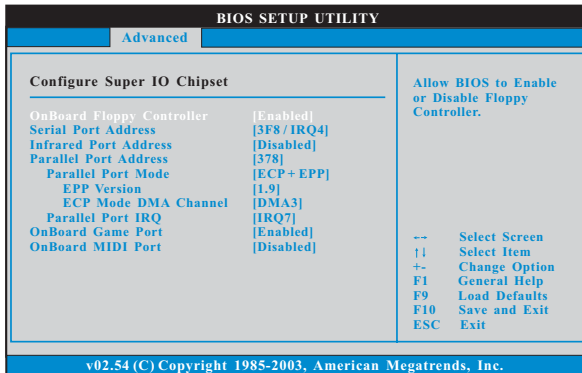 BIOS SETUP UTILITY
Advanced
Configure Super IO Chipset
OnBoard Floppy Controller [Enabled]
Serial Port Address [3F8 / IRQ4]
Infrared Port Address [Disabled]
Parallel Port Address [378]
Parallel Port Mode [ECP + EPP]
EPP Version [1.9]
ECP Mode DMA Channel [DMA3]
Parallel Port IRQ [IRQ7]
OnBoard Game Port [Enabled]
OnBoard MIDI Port [Disabled]
Allow BIOS to Enable
or Disable Floppy
Controller.
←→ Select Screen
↑↓ Select Item
+- Change Option
F1 General Help
F9 Load Defaults
F10 Save and Exit
ESC Exit
v02.54 (C) Copyright 1985-2003, American Megatrends, Inc.